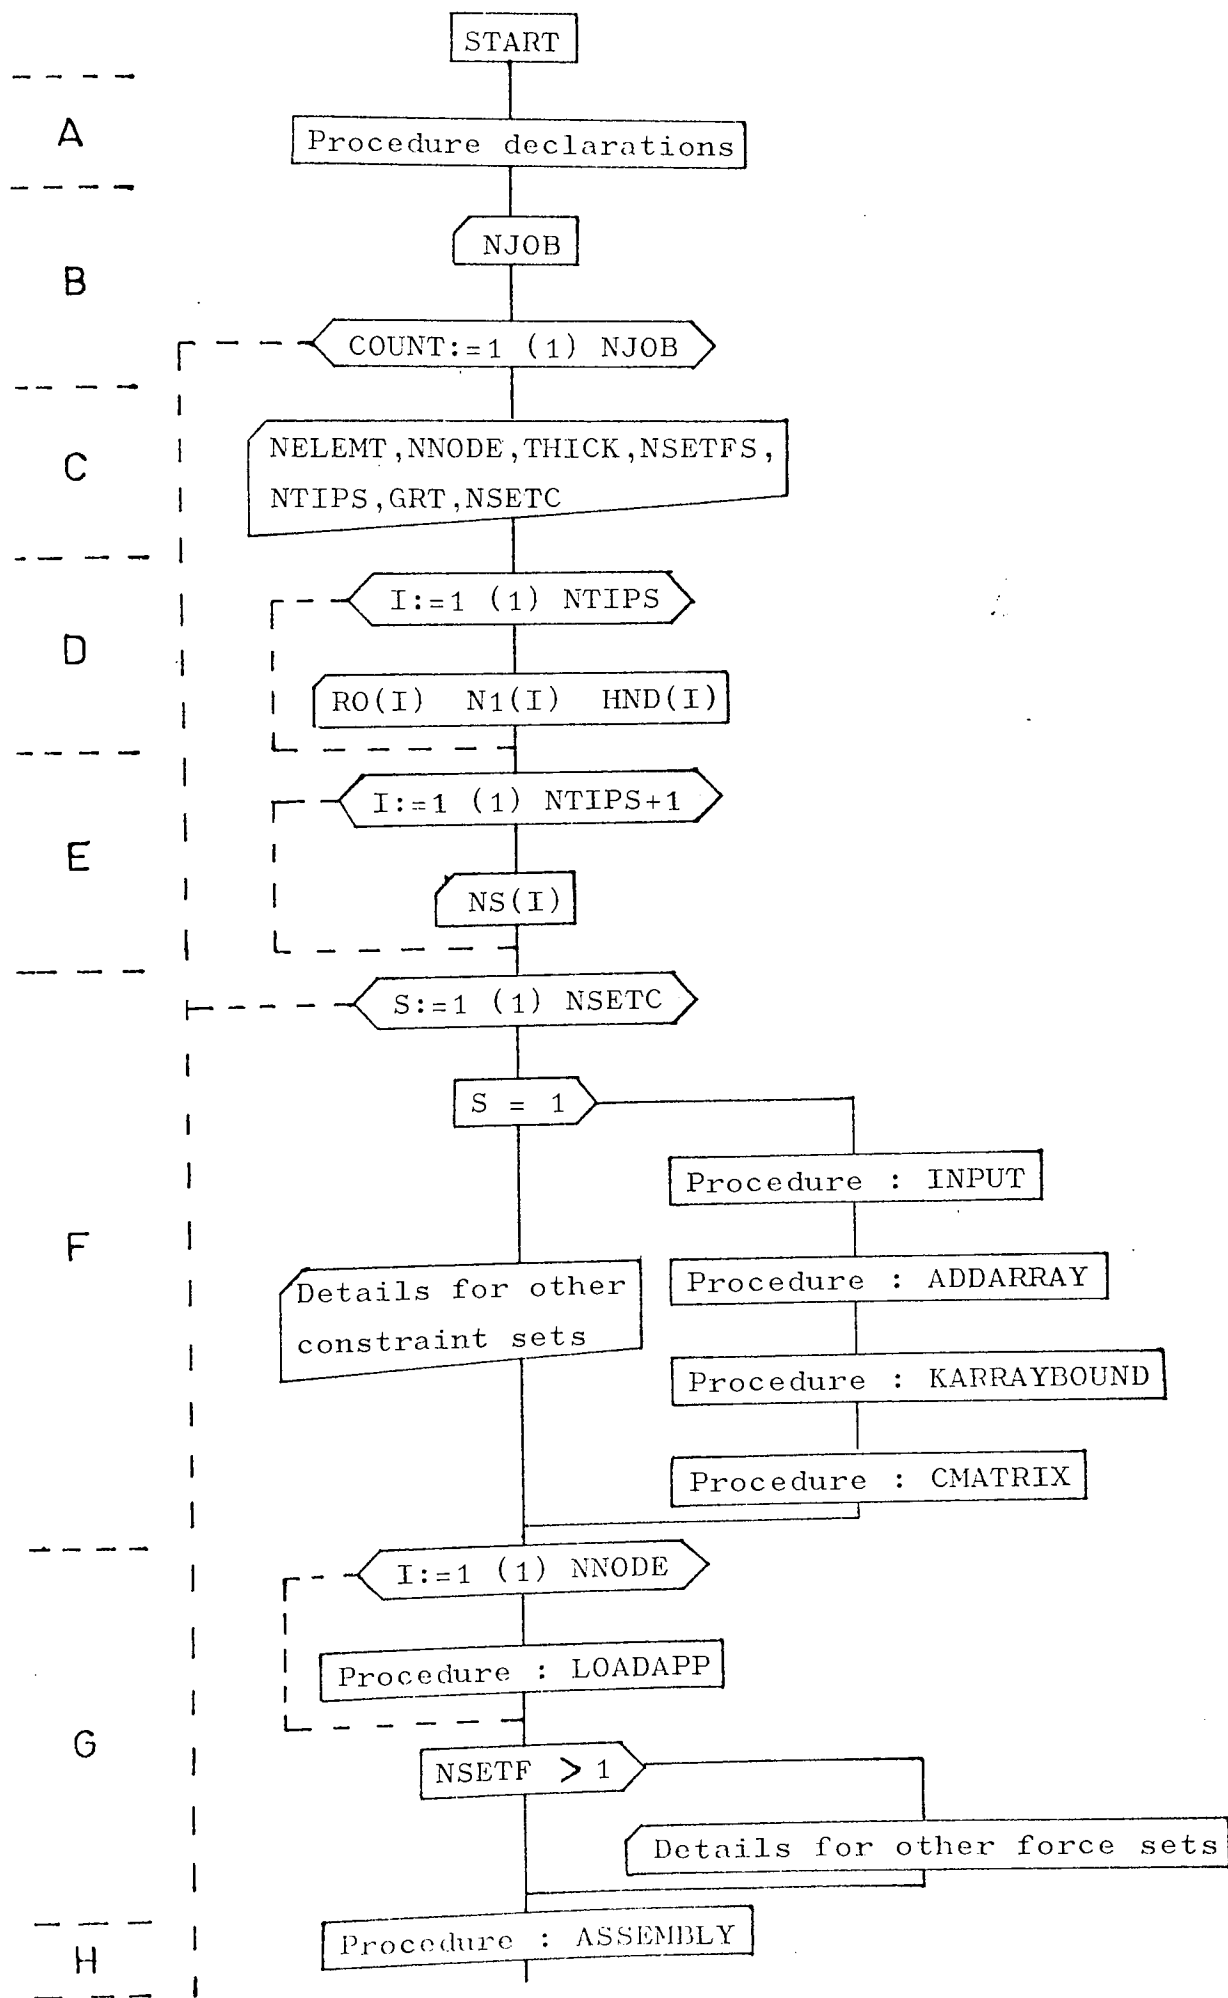 START
A
Procedure declarations
NJOB
B
COUNT:=1 (1) NJOB
C
NELEMT,NNODE,THICK,NSETFS,
NTIPS,GRT,NSETC
I:=1 (1) NTIPS
D
RO(I) N1(I) HND(I)
I:=1 (1) NTIPS+1
E
NS(I)
S:=1 (1) NSETC
S = 1
Procedure : INPUT
F
Procedure : ADDARRAY
Details for other
constraint sets
Procedure : KARRAYBOUND
Procedure : CMATRIX
I:=1 (1) NNODE
Procedure : LOADAPP
G
NSETF > 1
Details for other force sets
Procedure : ASSEMBLY
H